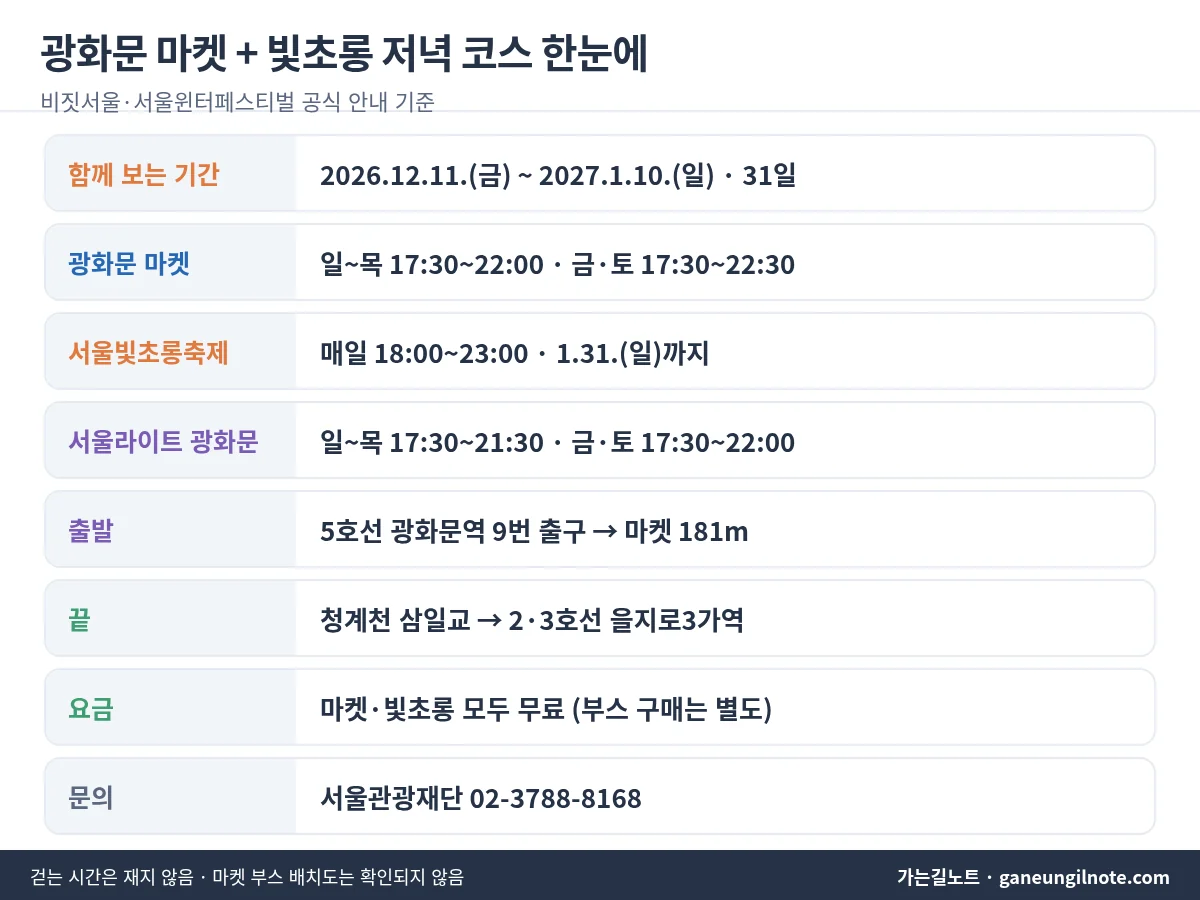 광화문 마켓 + 빛초롱 저녁 코스 한눈에
비짓서울·서울윈터페스티벌 공식 안내 기준
함께 보는 기간 2026.12.11.(금) ~ 2027.1.10.(일) · 31일
광화문 마켓 일~목 17:30~22:00 · 금·토 17:30~22:30
서울빛초롱축제 매일 18:00~23:00 · 1.31.(일)까지
서울라이트 광화문 일~목 17:30~21:30 · 금·토 17:30~22:00
출발 5호선 광화문역 9번 출구 → 마켓 181m
끝 청계천 삼일교 → 2·3호선 을지로3가역
요금 마켓·빛초롱 모두 무료 (부스 구매는 별도)
문의 서울관광재단 02-3788-8168
걷는 시간은 재지 않음 · 마켓 부스 배치도는 확인되지 않음 가는길노트 · ganeungilnote.com